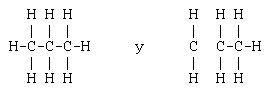 H H H          H H H
| | |          | | |
H-C-C-C-H    y    C C-C-H
| | |          | | |
H H H          H H H